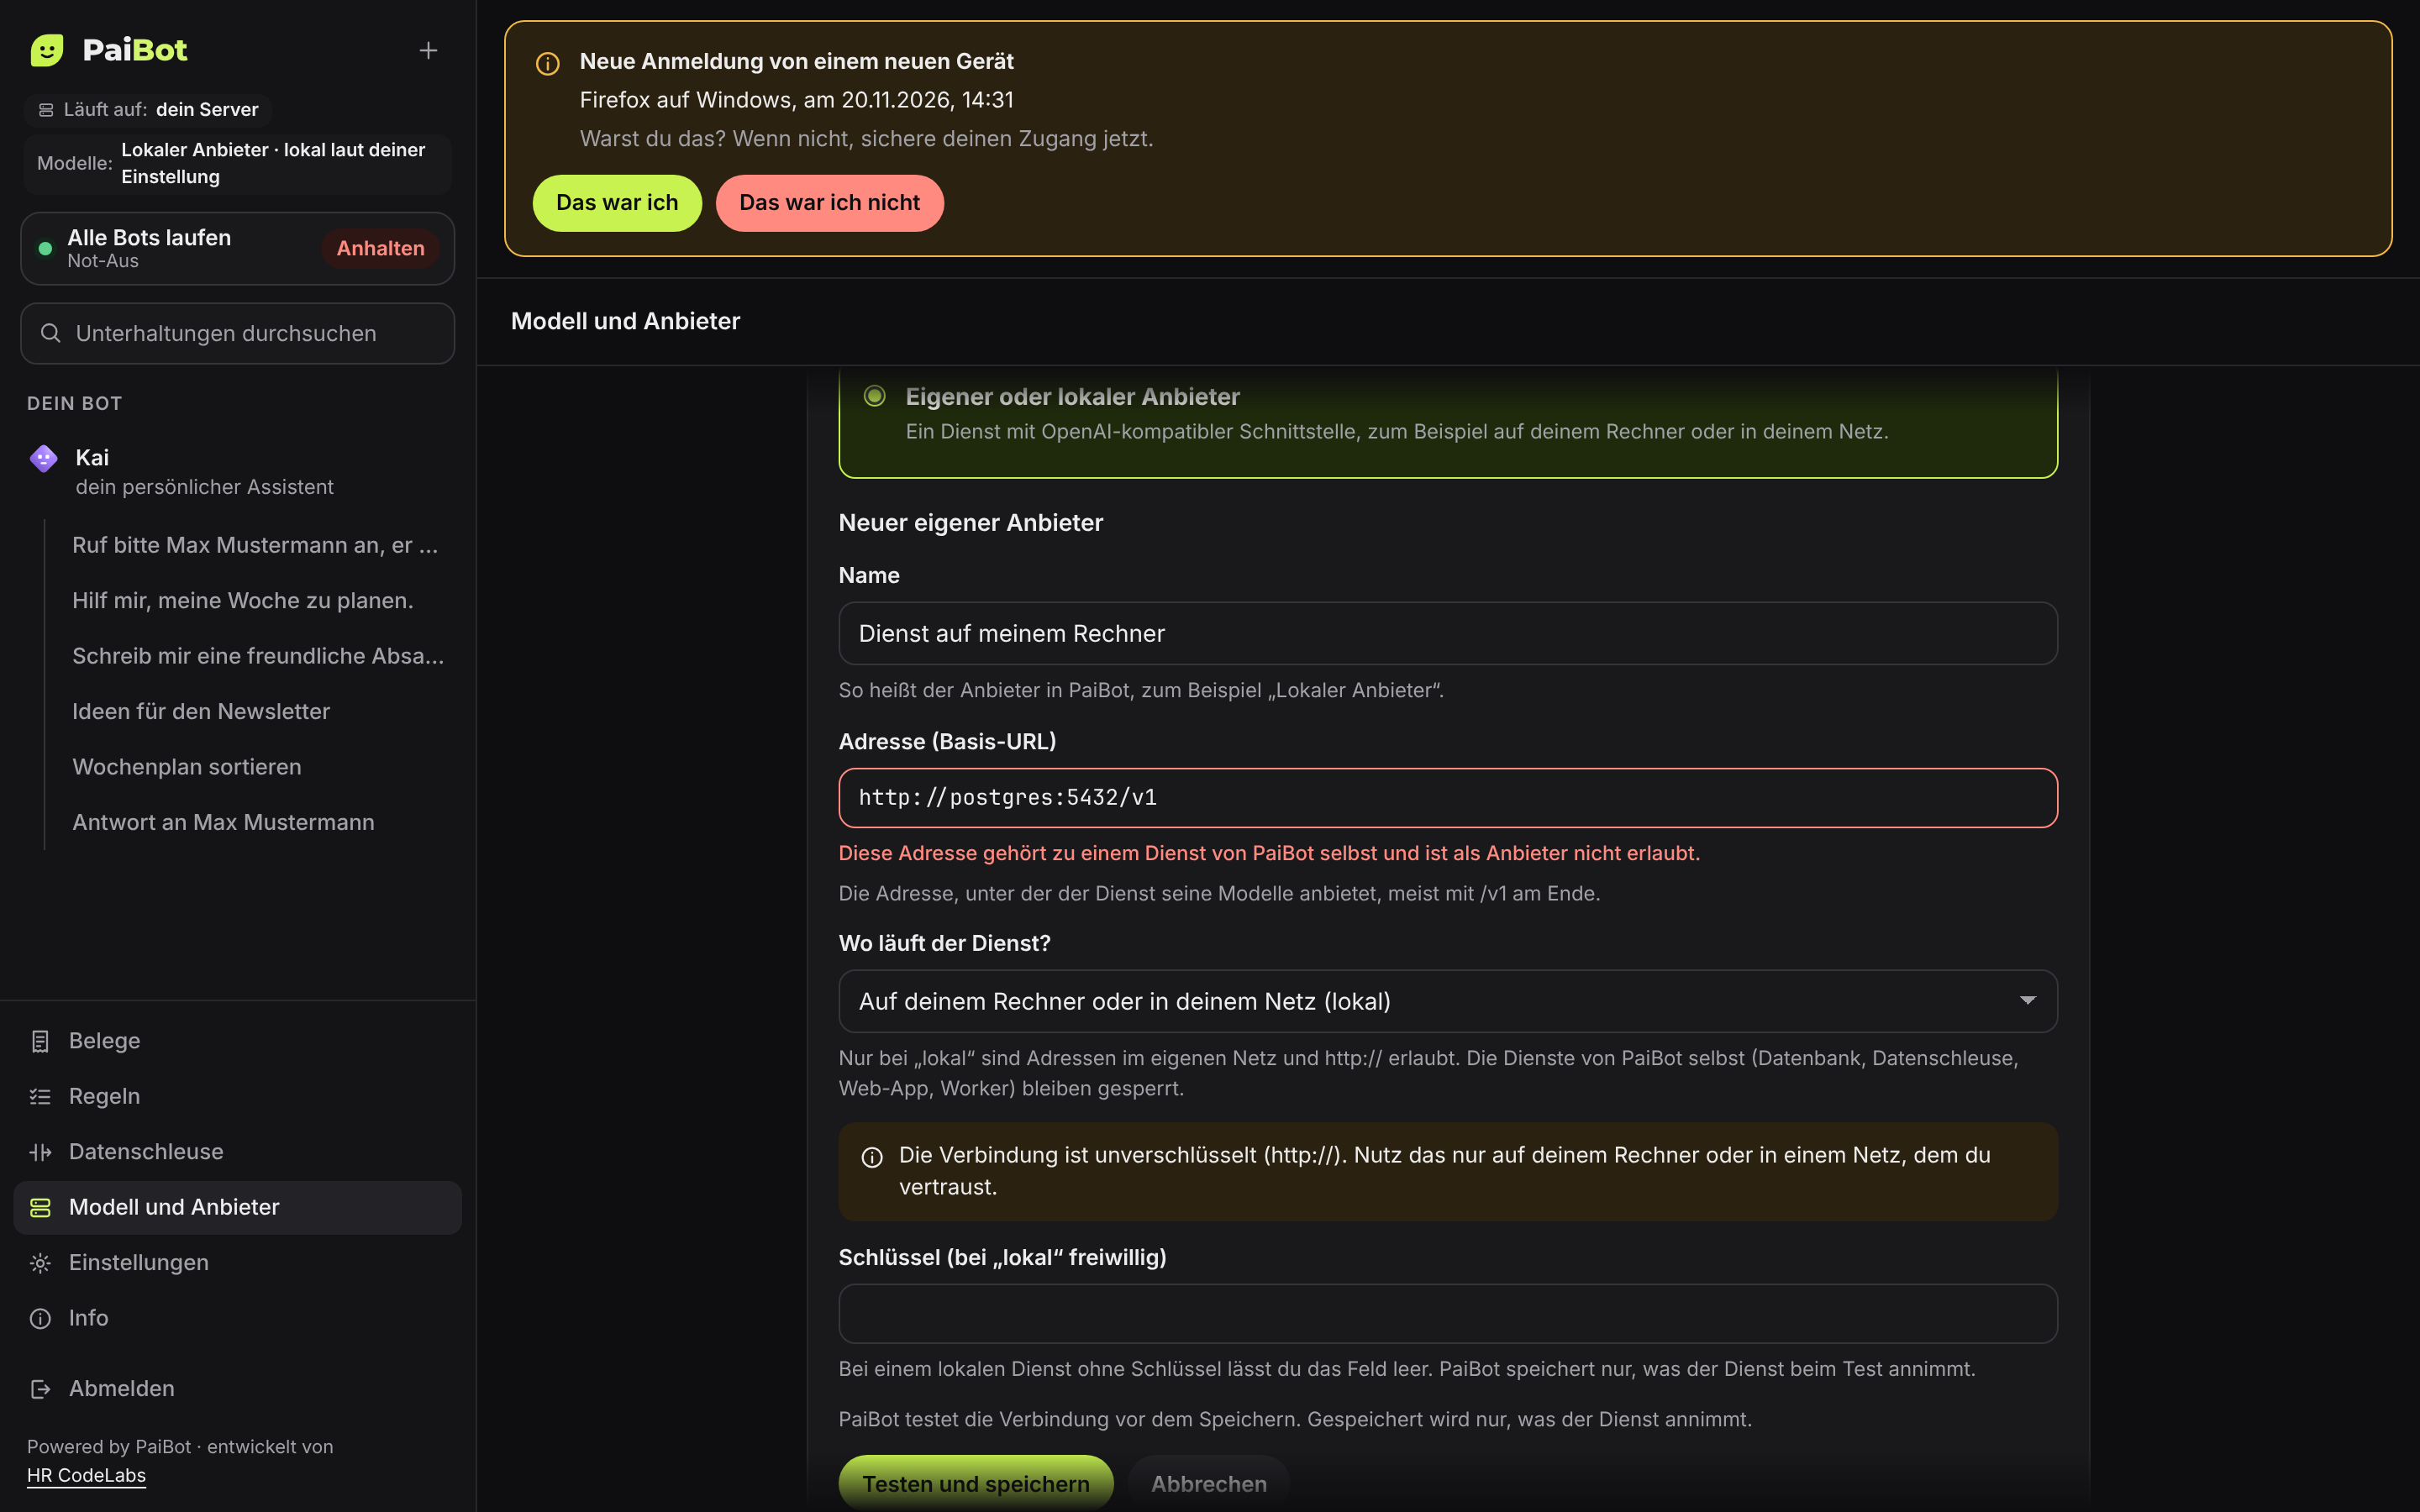 PaiBot
Läuft auf: dein Server
Modelle: Lokaler Anbieter · lokal laut deiner
Einstellung
Alle Bots laufen
Not-Aus
Anhalten
Unterhaltungen durchsuchen
DEIN BOT
Kai
dein persönlicher Assistent
Ruf bitte Max Mustermann an, er ...
Hilf mir, meine Woche zu planen.
Schreib mir eine freundliche Absa...
Ideen für den Newsletter
Wochenplan sortieren
Antwort an Max Mustermann
Belege
Regeln
Datenschleuse
Modell und Anbieter
Einstellungen
Info
Abmelden
Powered by PaiBot · entwickelt von
HR CodeLabs
Neue Anmeldung von einem neuen Gerät
Firefox auf Windows, am 20.11.2026, 14:31
Warst du das? Wenn nicht, sichere deinen Zugang jetzt.
Das war ich
Das war ich nicht
Modell und Anbieter
Eigener oder lokaler Anbieter
Ein Dienst mit OpenAI-kompatibler Schnittstelle, zum Beispiel auf deinem Rechner oder in deinem Netz.
Neuer eigener Anbieter
Name
Dienst auf meinem Rechner
So heißt der Anbieter in PaiBot, zum Beispiel „Lokaler Anbieter“.
Adresse (Basis-URL)
http://postgres:5432/v1
Diese Adresse gehört zu einem Dienst von PaiBot selbst und ist als Anbieter nicht erlaubt.
Die Adresse, unter der der Dienst seine Modelle anbietet, meist mit /v1 am Ende.
Wo läuft der Dienst?
Auf deinem Rechner oder in deinem Netz (lokal)
Nur bei „lokal“ sind Adressen im eigenen Netz und http:// erlaubt. Die Dienste von PaiBot selbst (Datenbank, Datenschleuse,
Web-App, Worker) bleiben gesperrt.
Die Verbindung ist unverschlüsselt (http://). Nutz das nur auf deinem Rechner oder in einem Netz, dem du
vertraust.
Schlüssel (bei „lokal“ freiwillig)
Bei einem lokalen Dienst ohne Schlüssel lässt du das Feld leer. PaiBot speichert nur, was der Dienst beim Test annimmt.
PaiBot testet die Verbindung vor dem Speichern. Gespeichert wird nur, was der Dienst annimmt.
Testen und speichern
Abbrechen